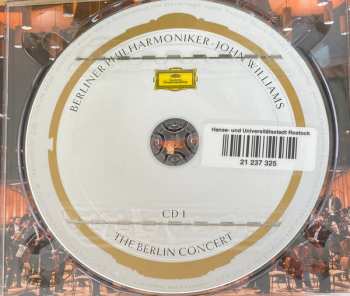 BERLINER PHILHARMONIKER · JOHN WILLIAMS
Hanse- und Universitätsstadt Rostock
21 237 325
CD 1
THE BERLIN CONCERT